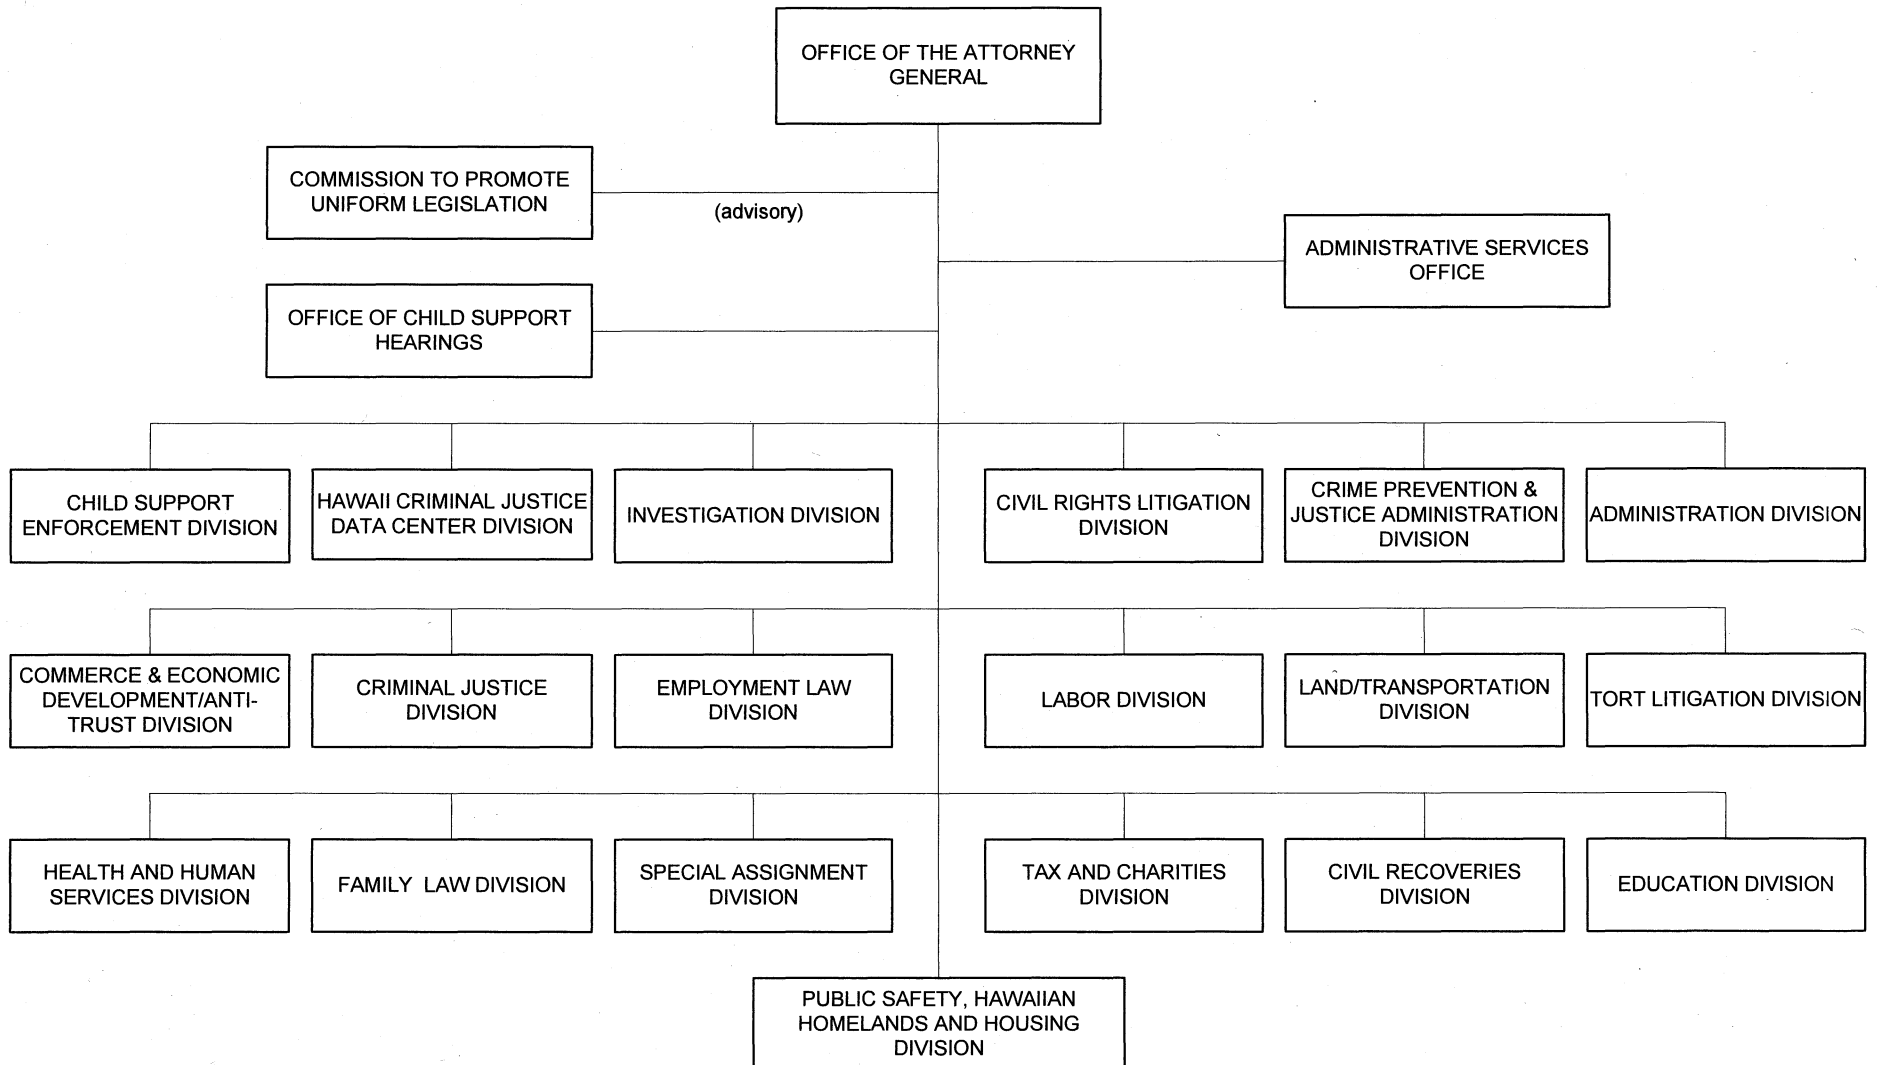 OFFICE OF THE ATTORNEY
GENERAL
COMMISSION TO PROMOTE
UNIFORM LEGISLATION
(advisory)
ADMINISTRATIVE SERVICES
OFFICE
OFFICE OF CHILD SUPPORT
HEARINGS
CHILD SUPPORT
ENFORCEMENT DIVISION
HAWAII CRIMINAL JUSTICE
DATA CENTER DIVISION
INVESTIGATION DIVISION
CIVIL RIGHTS LITIGATION
DIVISION
CRIME PREVENTION &
JUSTICE ADMINISTRATION
DIVISION
ADMINISTRATION DIVISION
COMMERCE & ECONOMIC
DEVELOPMENT/ANTI-
TRUST DIVISION
CRIMINAL JUSTICE
DIVISION
EMPLOYMENT LAW
DIVISION
LABOR DIVISION
LAND/TRANSPORTATION
DIVISION
TORT LITIGATION DIVISION
HEALTH AND HUMAN
SERVICES DIVISION
FAMILY LAW DIVISION
SPECIAL ASSIGNMENT
DIVISION
TAX AND CHARITIES
DIVISION
CIVIL RECOVERIES
DIVISION
EDUCATION DIVISION
PUBLIC SAFETY, HAWAIIAN
HOMELANDS AND HOUSING
DIVISION